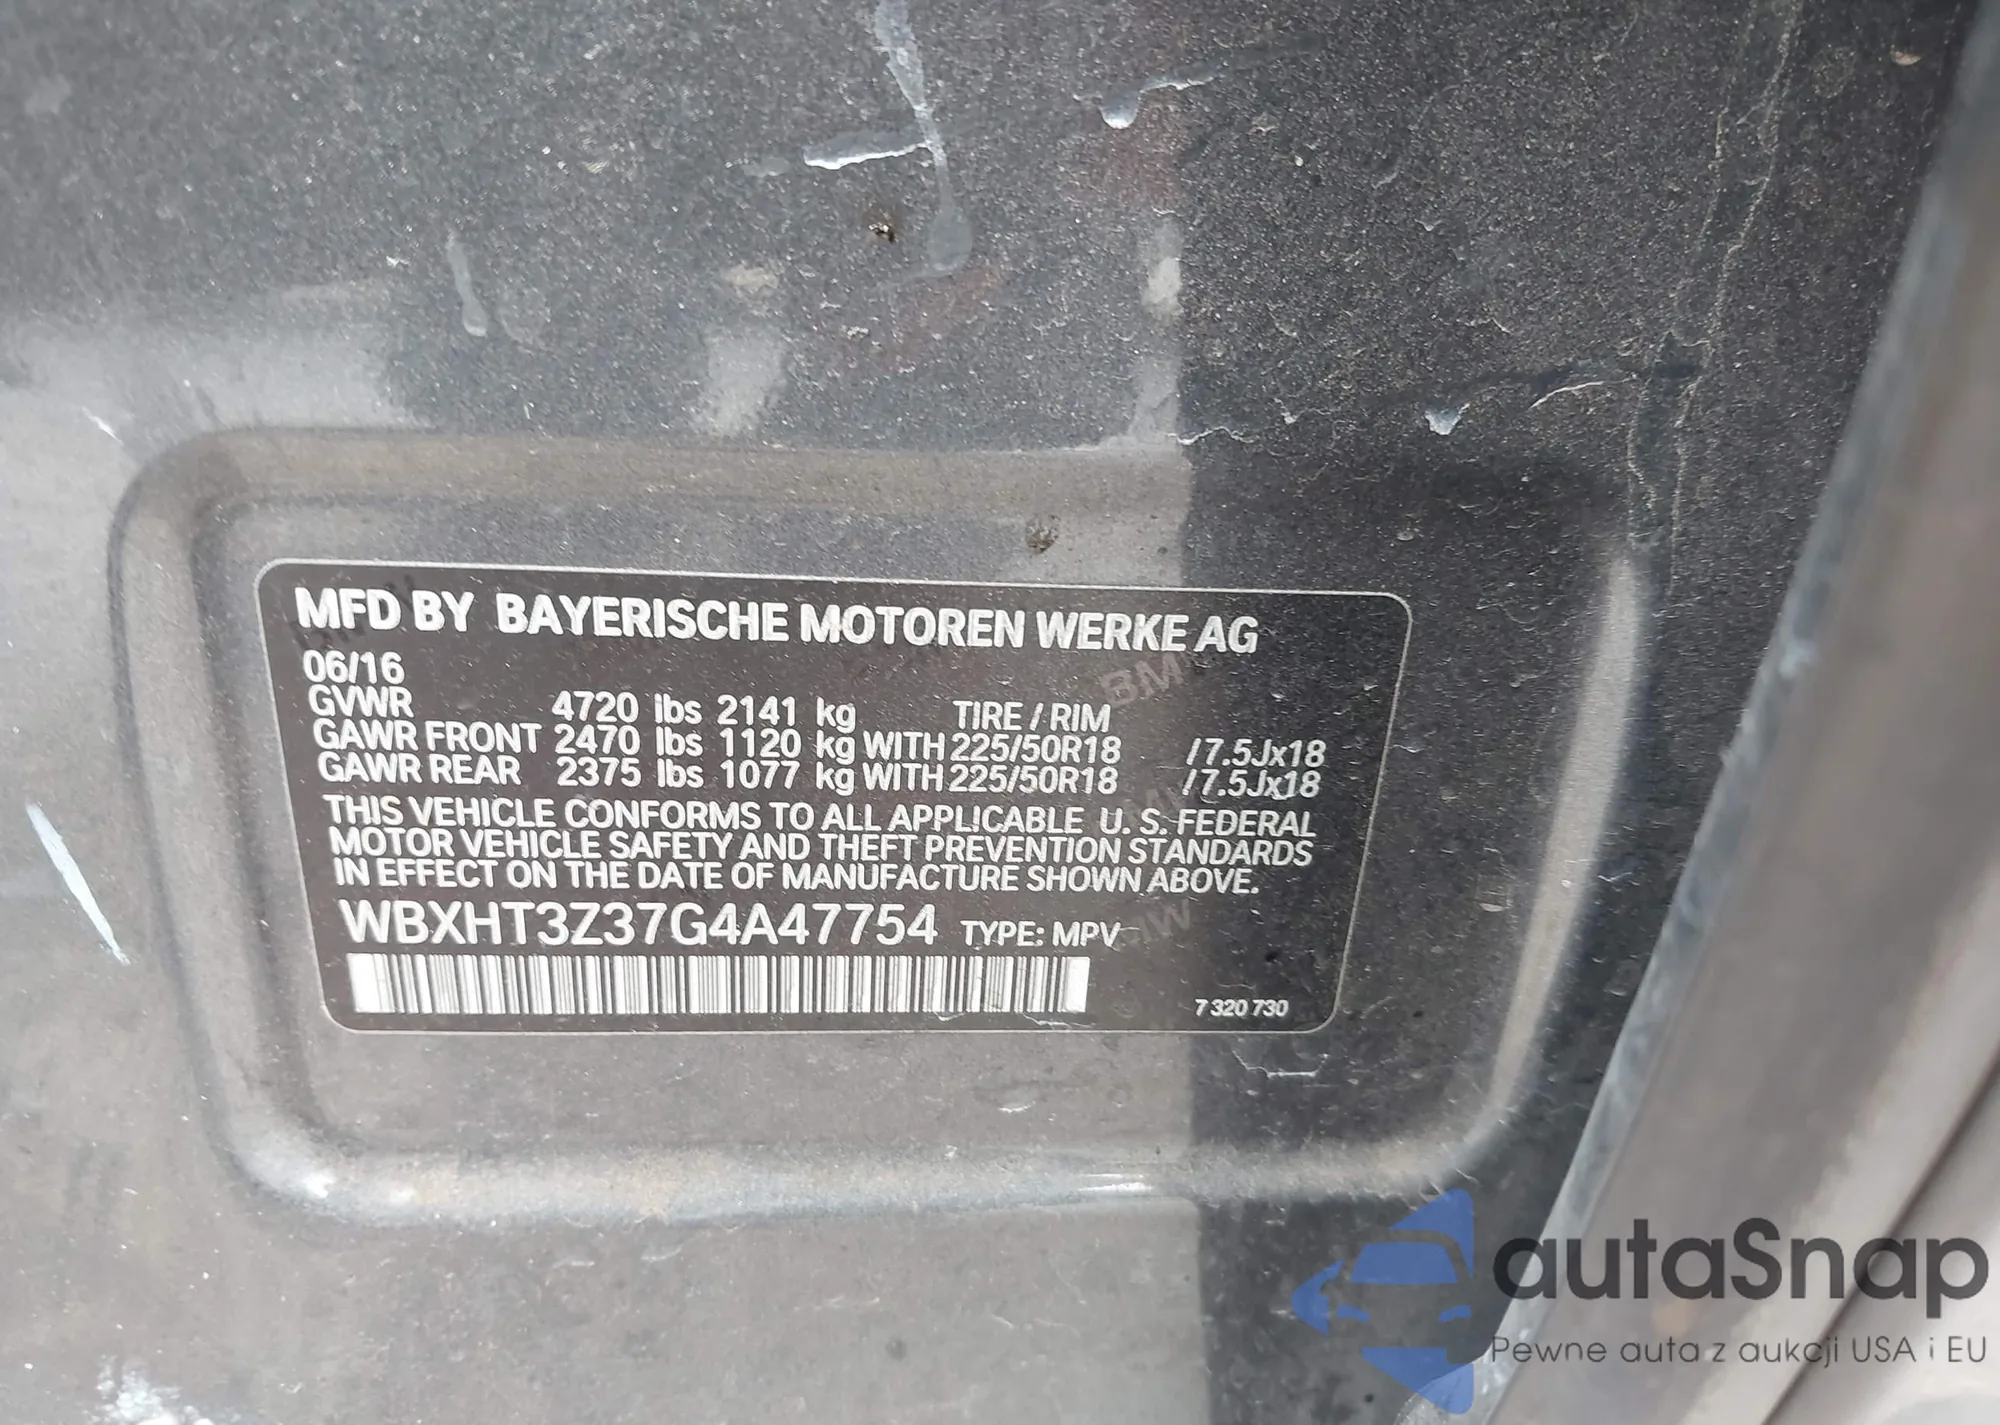 MFD BY BAYERISCHE MOTOREN WERKE AG
06/16
GVWR 4720 lbs 2141 kg TIRE / RIM
GAWR FRONT 2470 lbs 1120 kg WITH 225/50R18 / 7.5Jx18
GAWR REAR 2375 lbs 1077 kg WITH 225/50R18 / 7.5Jx18
THIS VEHICLE CONFORMS TO ALL APPLICABLE U. S. FEDERAL
MOTOR VEHICLE SAFETY AND THEFT PREVENTION STANDARDS
IN EFFECT ON THE DATE OF MANUFACTURE SHOWN ABOVE.
WBXHT3Z37G4A47754 TYPE: MPV
7 320 730
autaSnap
Pewne auta z aukcji USA i EU